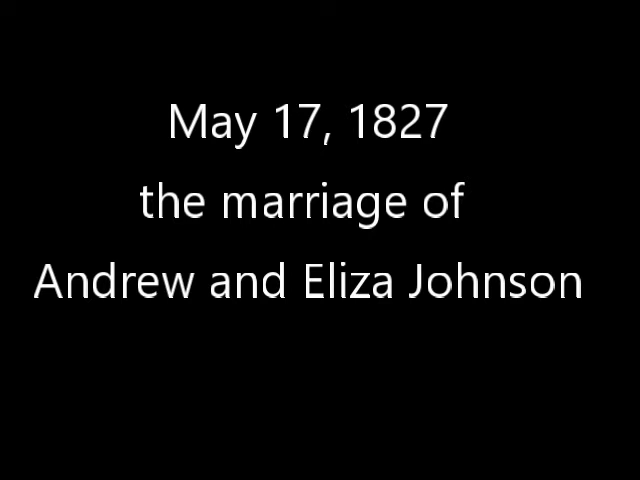 May 17, 1827
the marriage of
Andrew and Eliza Johnson